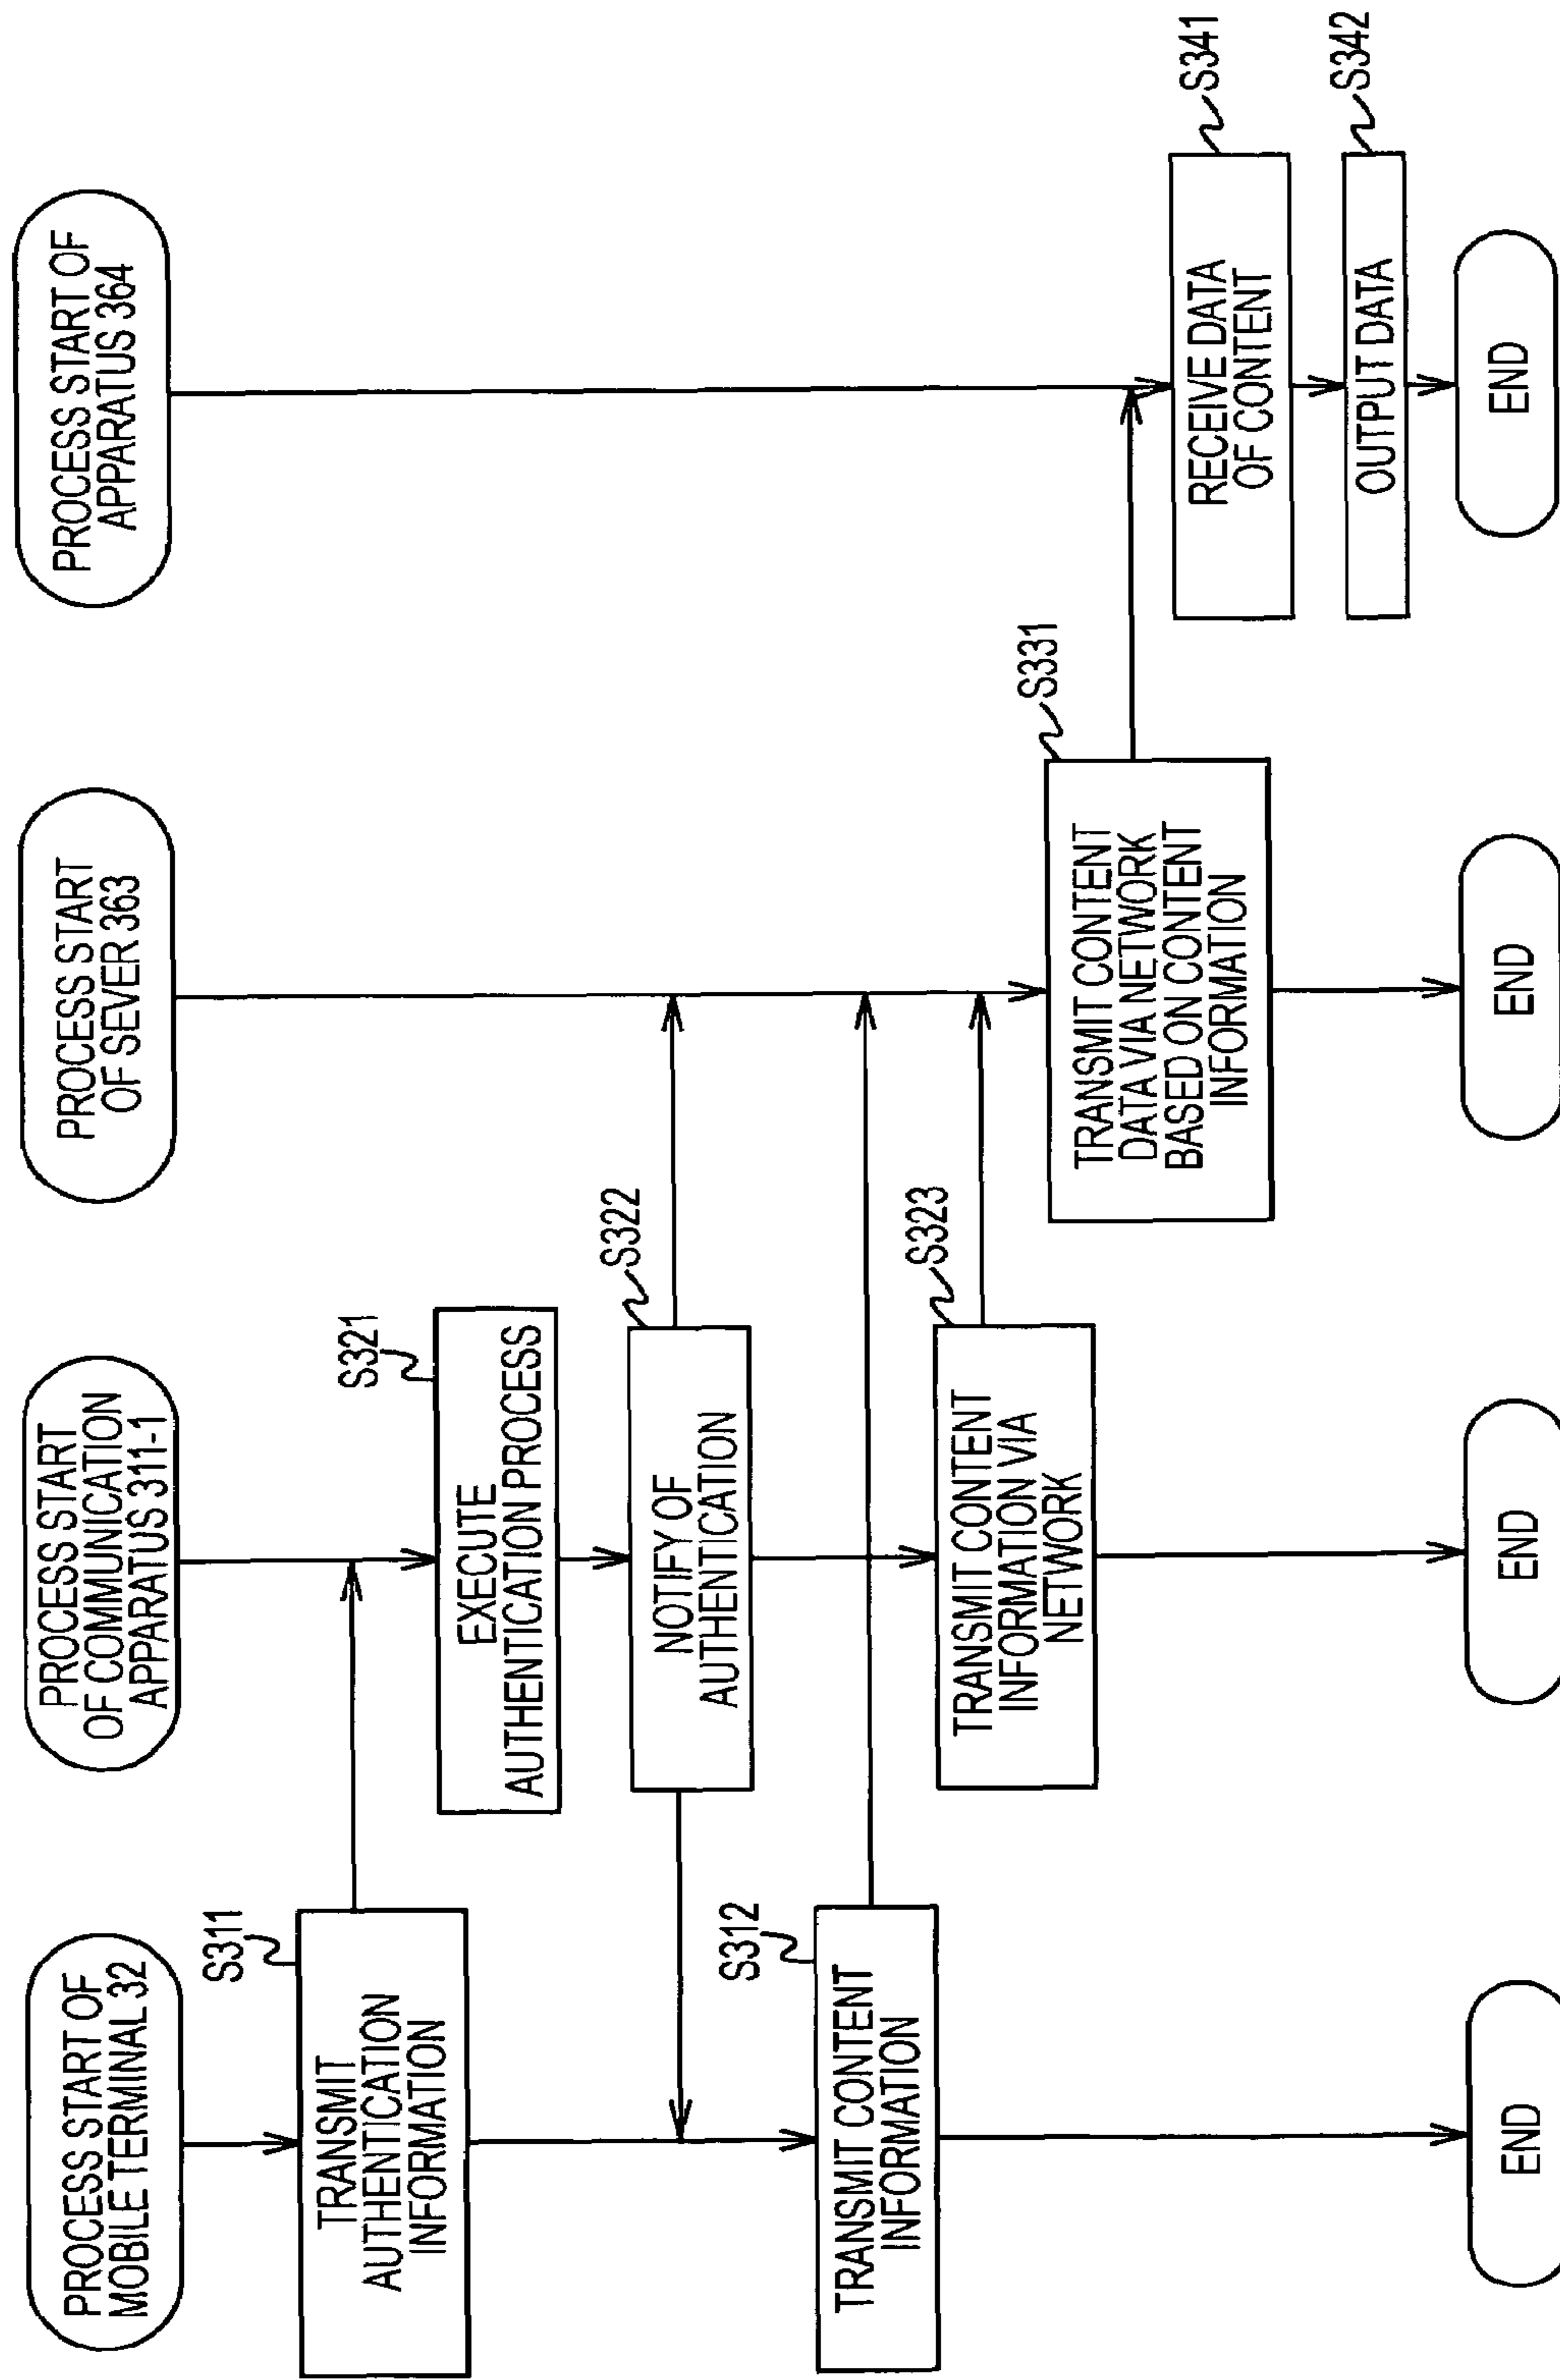 PROCESS START OF
MOBILE TERMINAL 32
S311
TRANSMIT
AUTHENTICATION
INFORMATION
S312
TRANSMIT CONTENT
INFORMATION
END
PROCESS START
OF COMMUNICATION
APPARATUS 311-1
S321
EXECUTE
AUTHENTICATION PROCESS
S322
NOTIFY OF
AUTHENTICATION
S323
TRANSMIT CONTENT
INFORMATION VIA
NETWORK
END
PROCESS START
OF SEVER 363
S331
TRANSMIT CONTENT
DATA VIA NETWORK
BASED ON CONTENT
INFORMATION
END
PROCESS START OF
APPARATUS 364
S341
RECEIVE DATA
OF CONTENT
S342
OUTPUT DATA
END